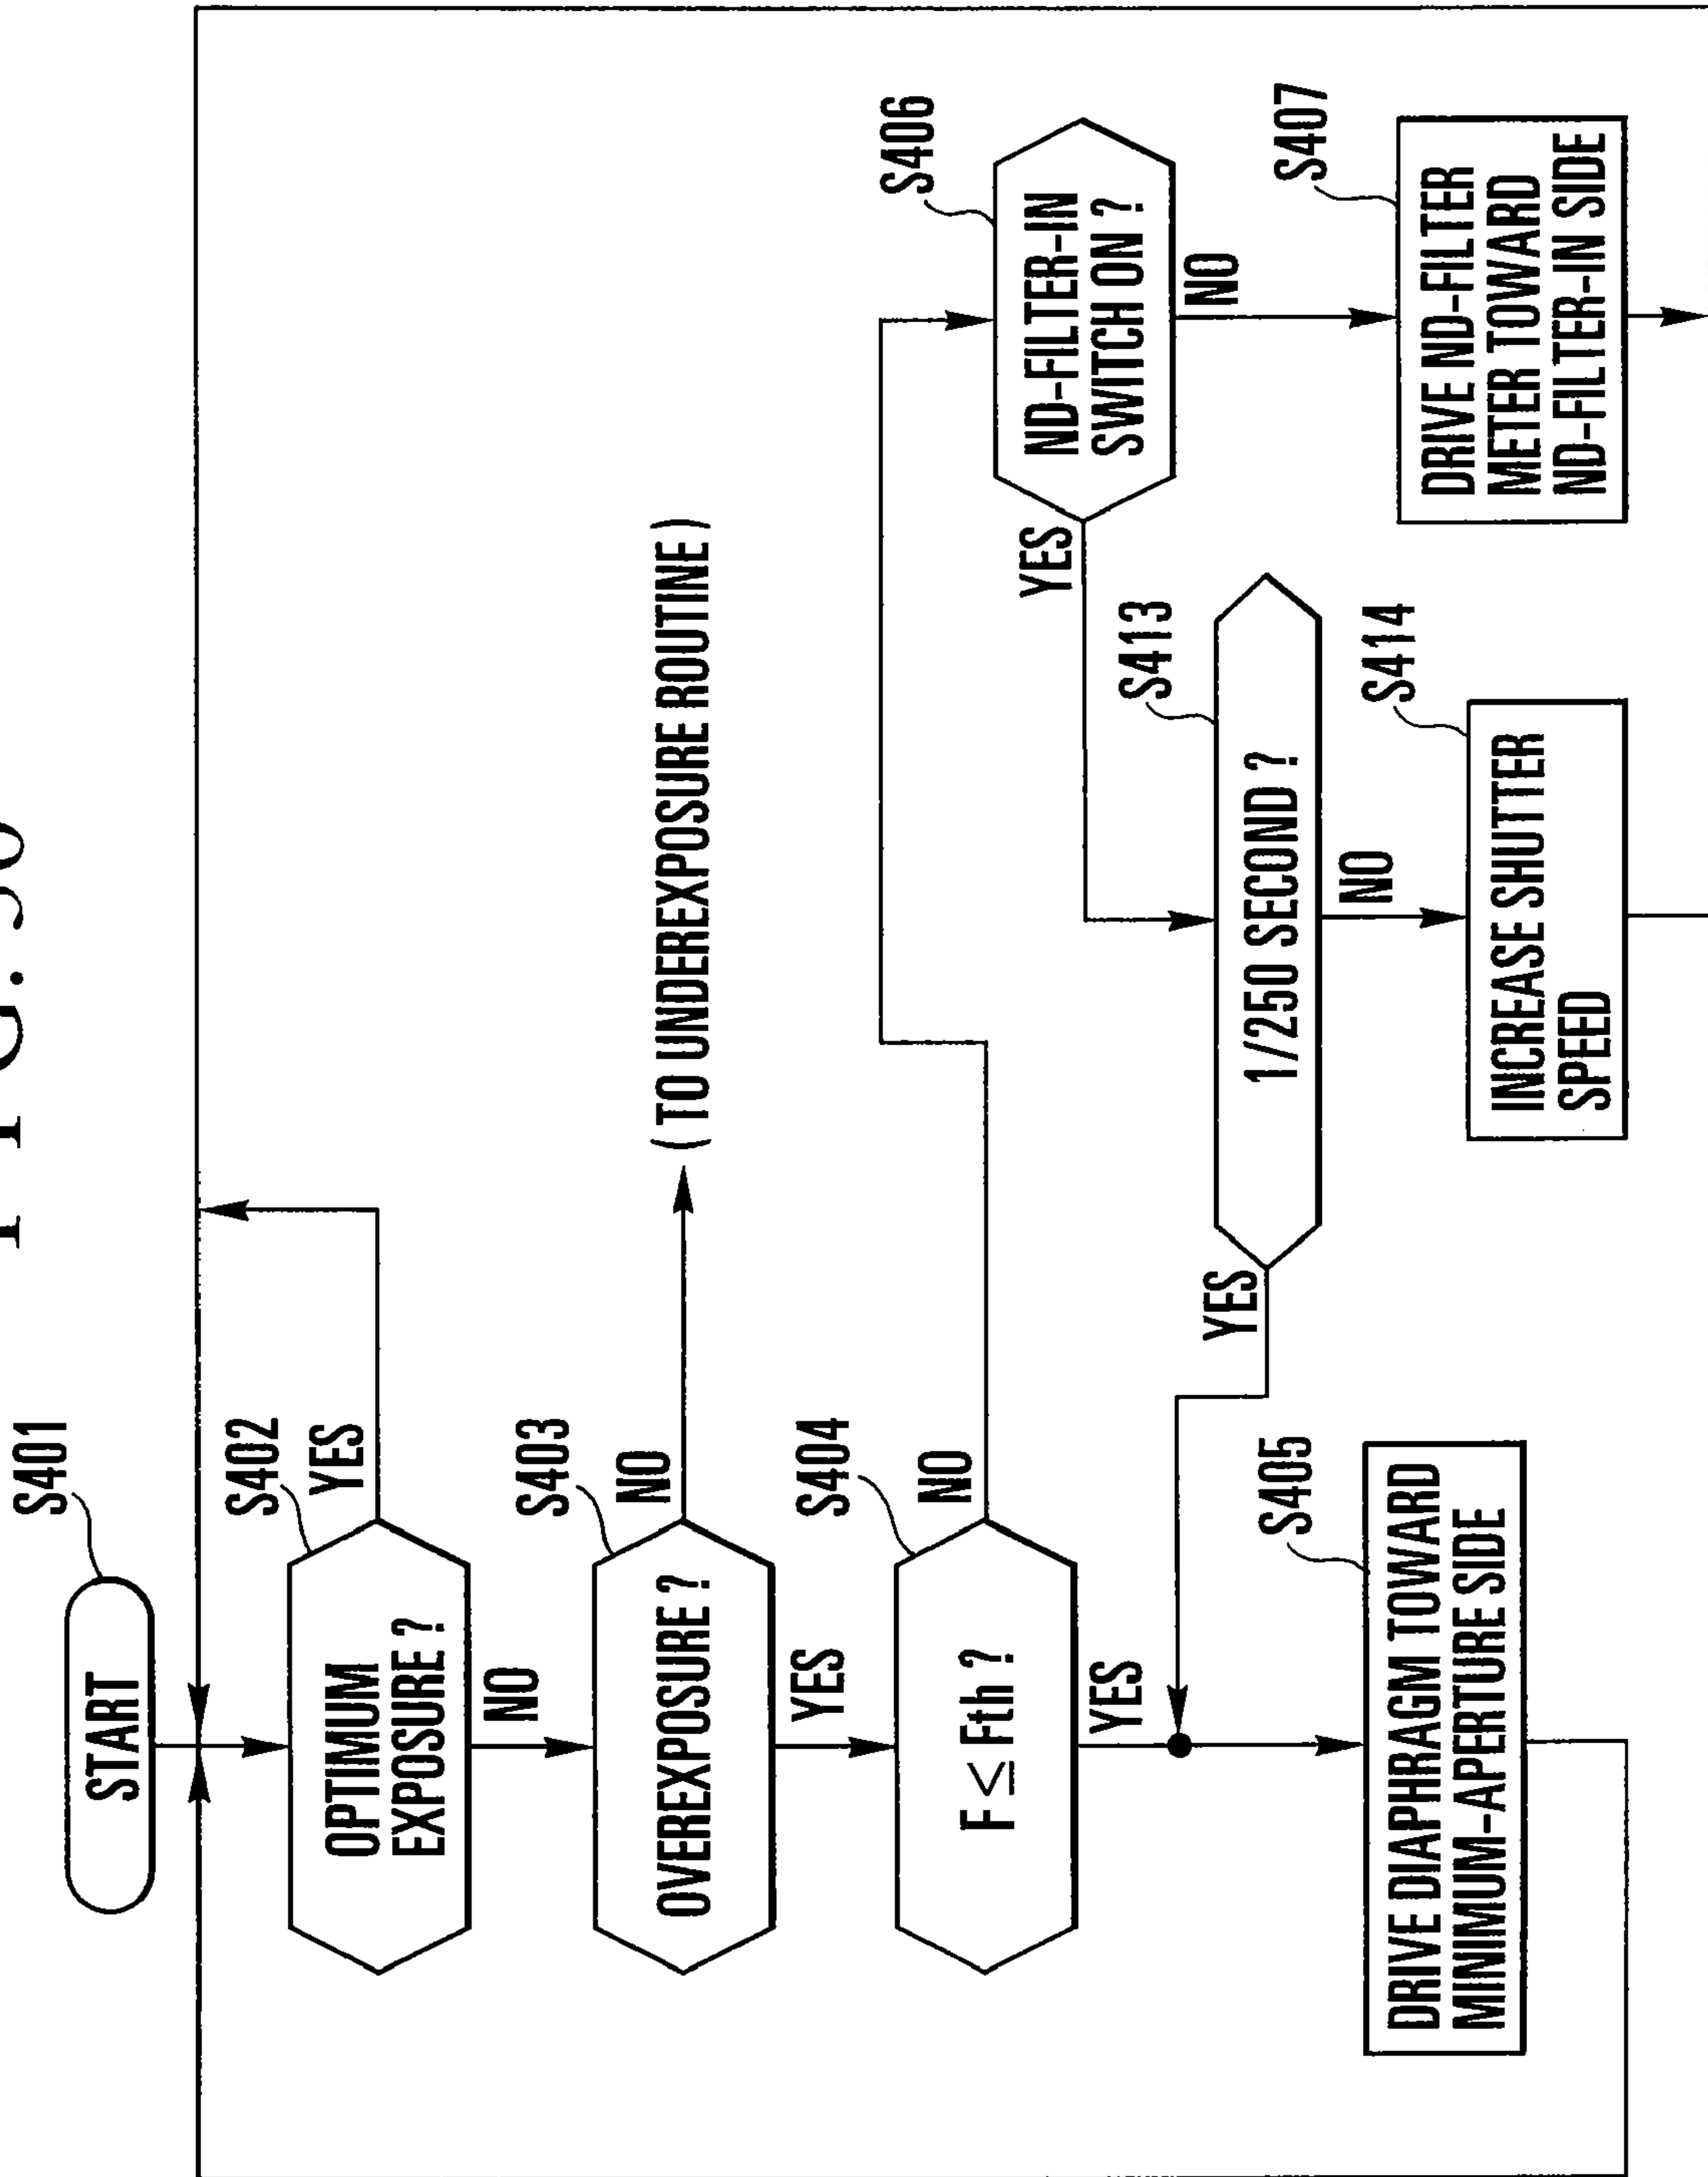 S401
START
S402
OPTIMUM
EXPOSURE ?
YES
NO
S403
OVEREXPOSURE ?
NO
(TO UNDEREXPOSURE ROUTINE)
YES
S404
F ≤ Fth ?
NO
YES
S405
DRIVE DIAPHRAGM TOWARD
MINIMUM-APERTURE SIDE
S406
ND-FILTER-IN
SWITCH ON ?
YES
NO
S413
1/250 SECOND ?
YES
NO
S414
INCREASE SHUTTER
SPEED
S407
DRIVE ND-FILTER
METER TOWARD
ND-FILTER-IN SIDE